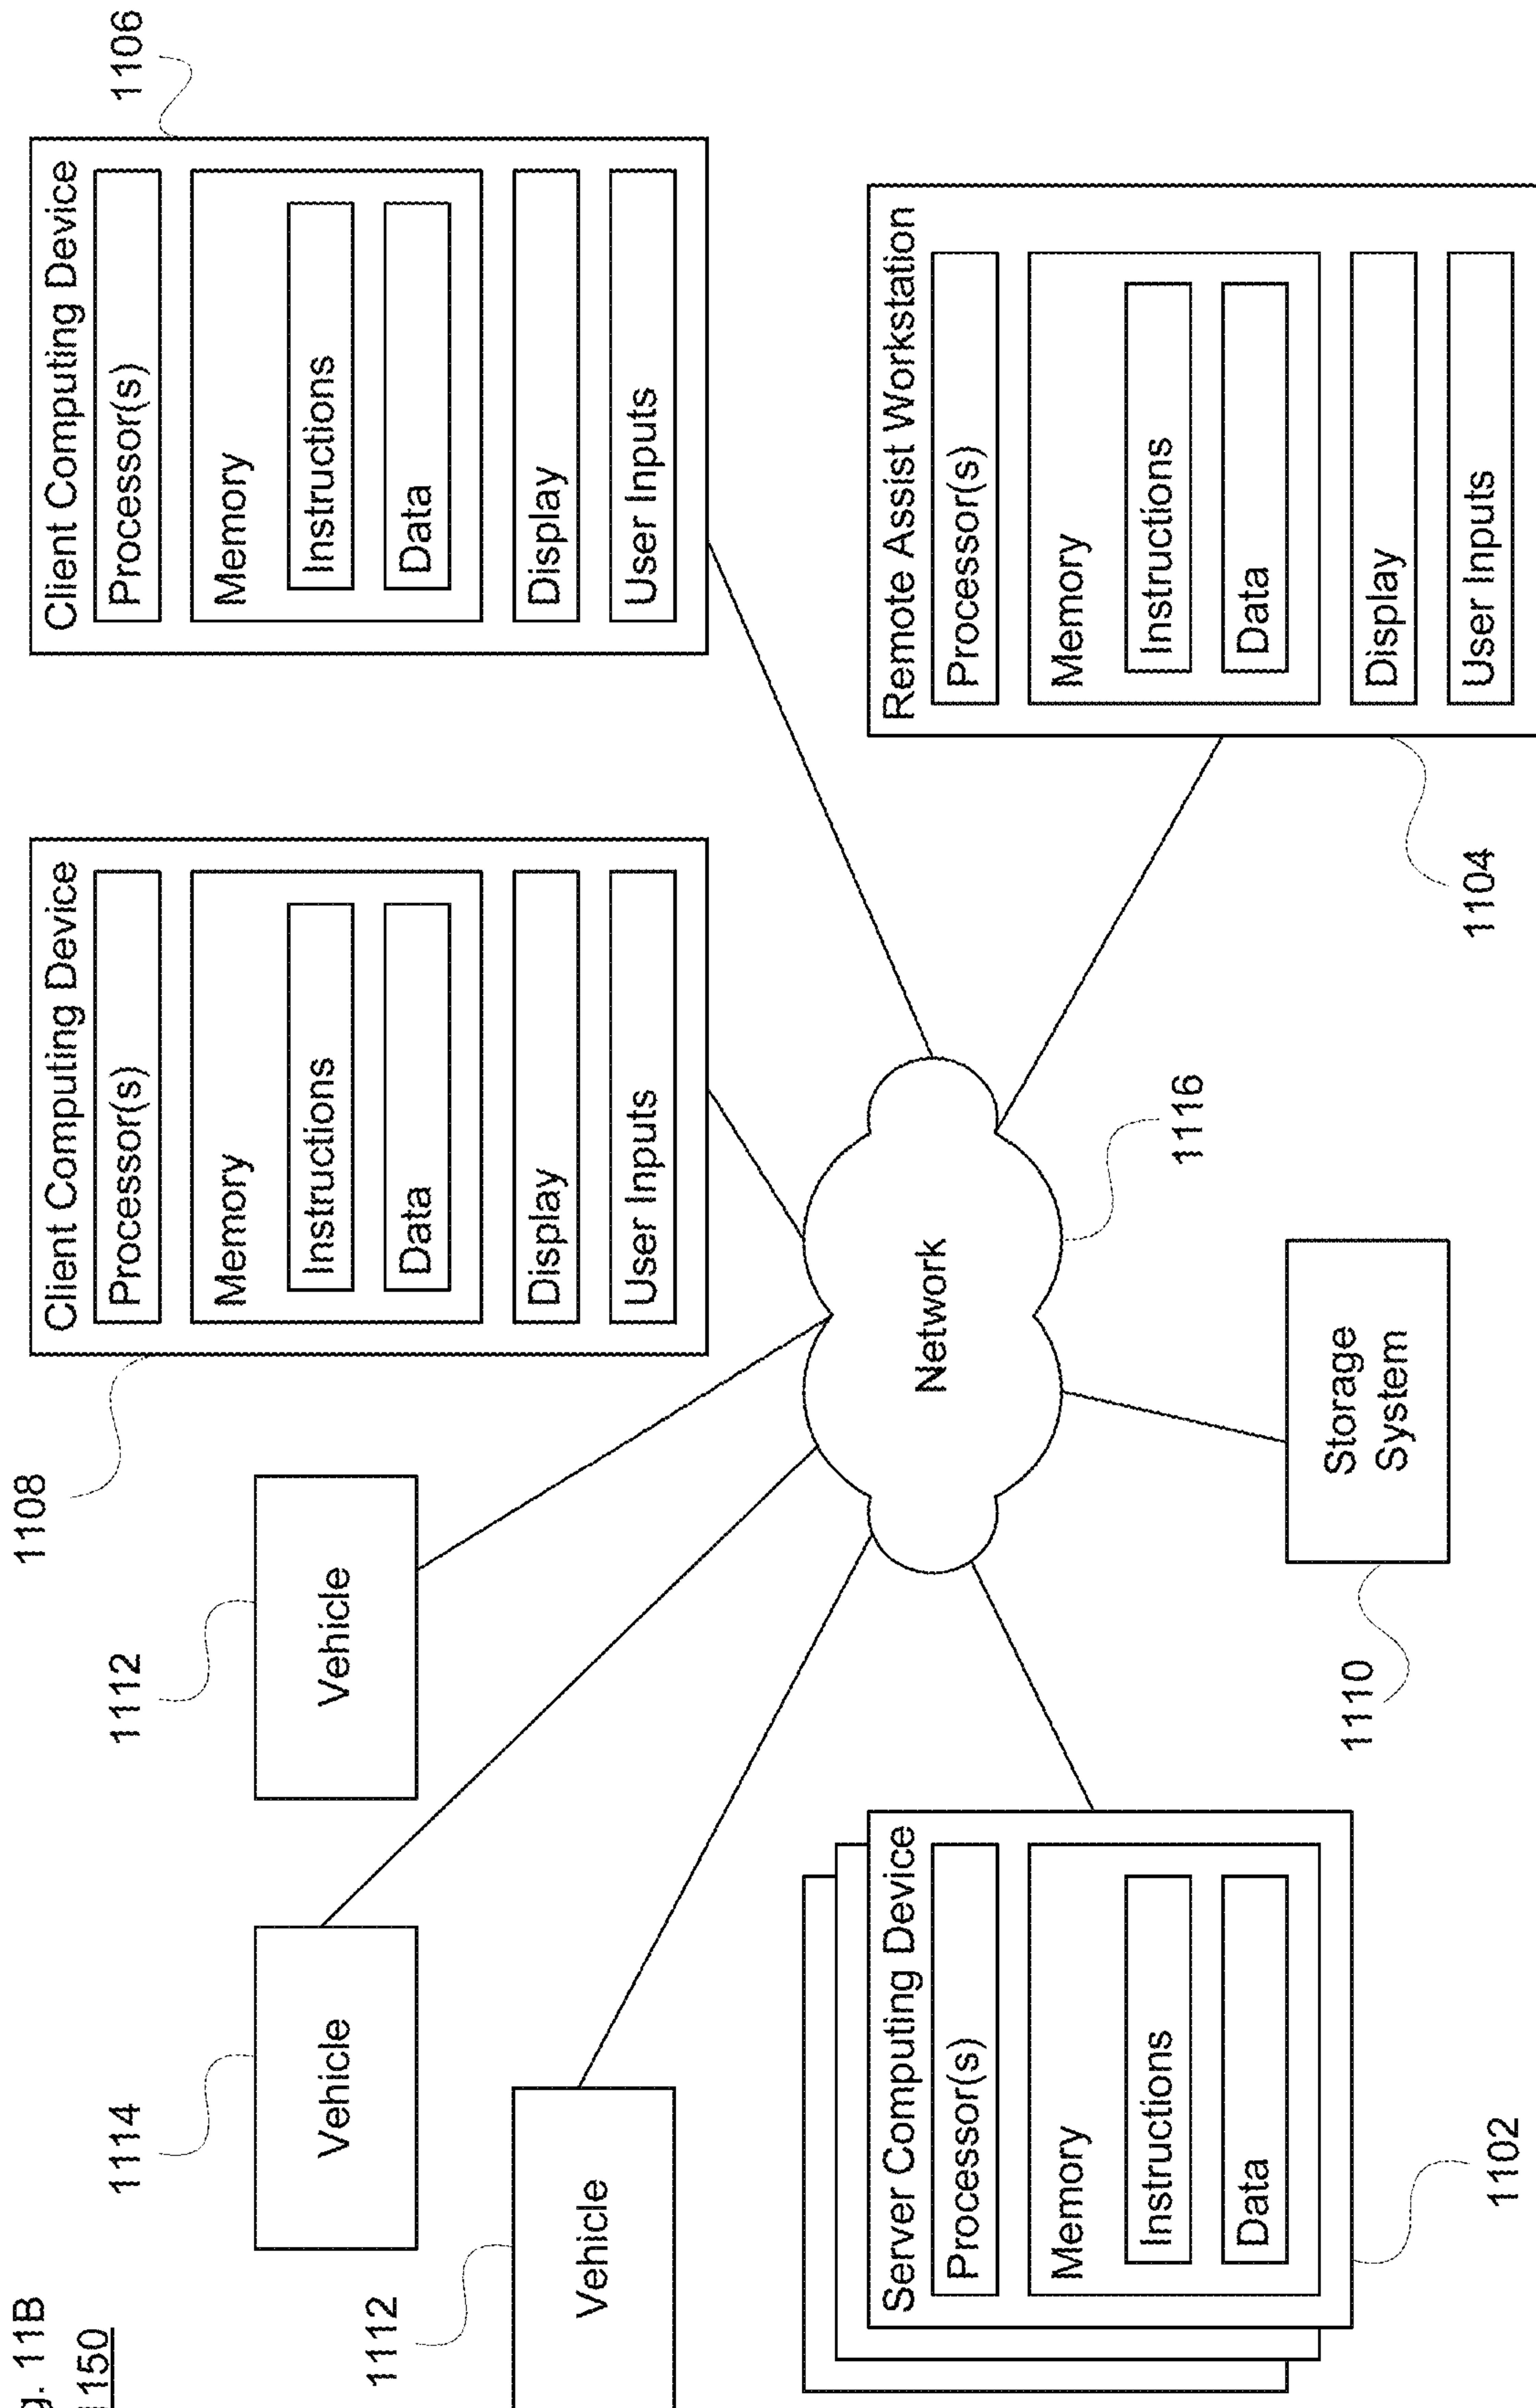 g. 11B
1150
1112
Vehicle
1114
Vehicle
1112
Vehicle
1108
Client Computing Device
Processor(s)
Memory
Instructions
Data
Display
User Inputs
1106
Client Computing Device
Processor(s)
Memory
Instructions
Data
Display
User Inputs
Network
1116
Server Computing Device
Processor(s)
Memory
Instructions
Data
1102
Storage
System
1110
Remote Assist Workstation
Processor(s)
Memory
Instructions
Data
Display
User Inputs
1104